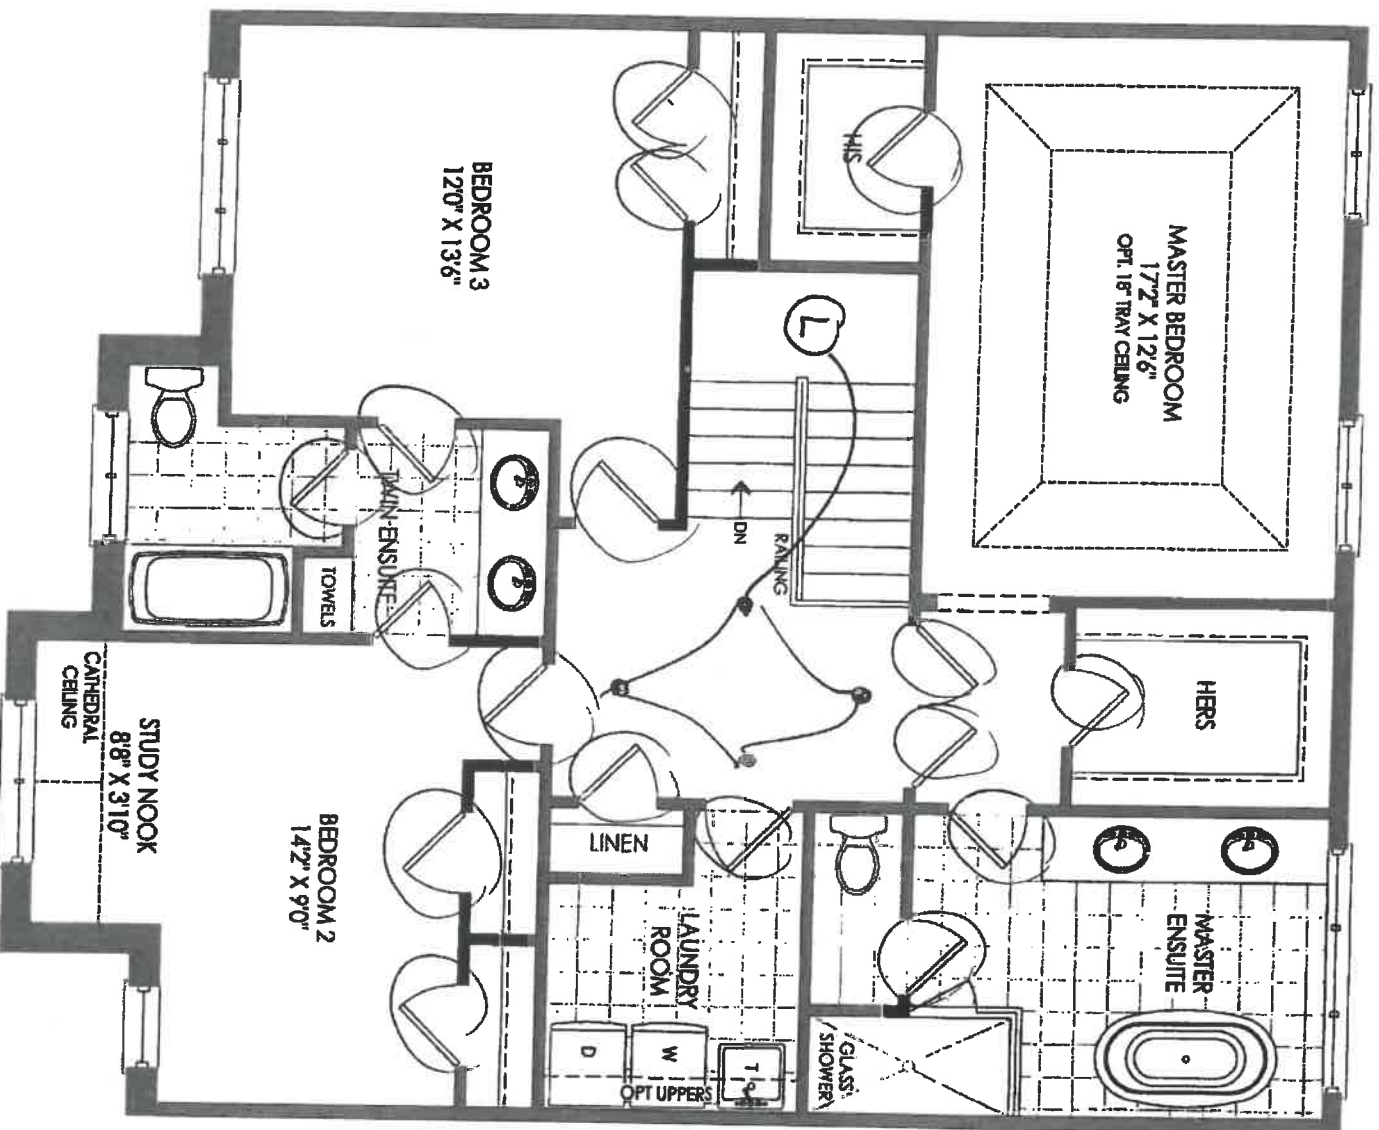 MASTER BEDROOM
17'2" X 12'6"
OPT. 18" TRAY CEILING
HIS
BEDROOM 3
12'0" X 13'6"
L
DN
RAILING
HERS
TWIN ENSUITE
TOWELS
CATHEDRAL
CEILING
STUDY NOOK
8'8" X 3'10"
BEDROOM 2
14'2" X 9'0"
LINEN
LAUNDRY
ROOM
D
W
T
OPT UPPERS
MASTER
ENSUITE
GLASS
SHOWER